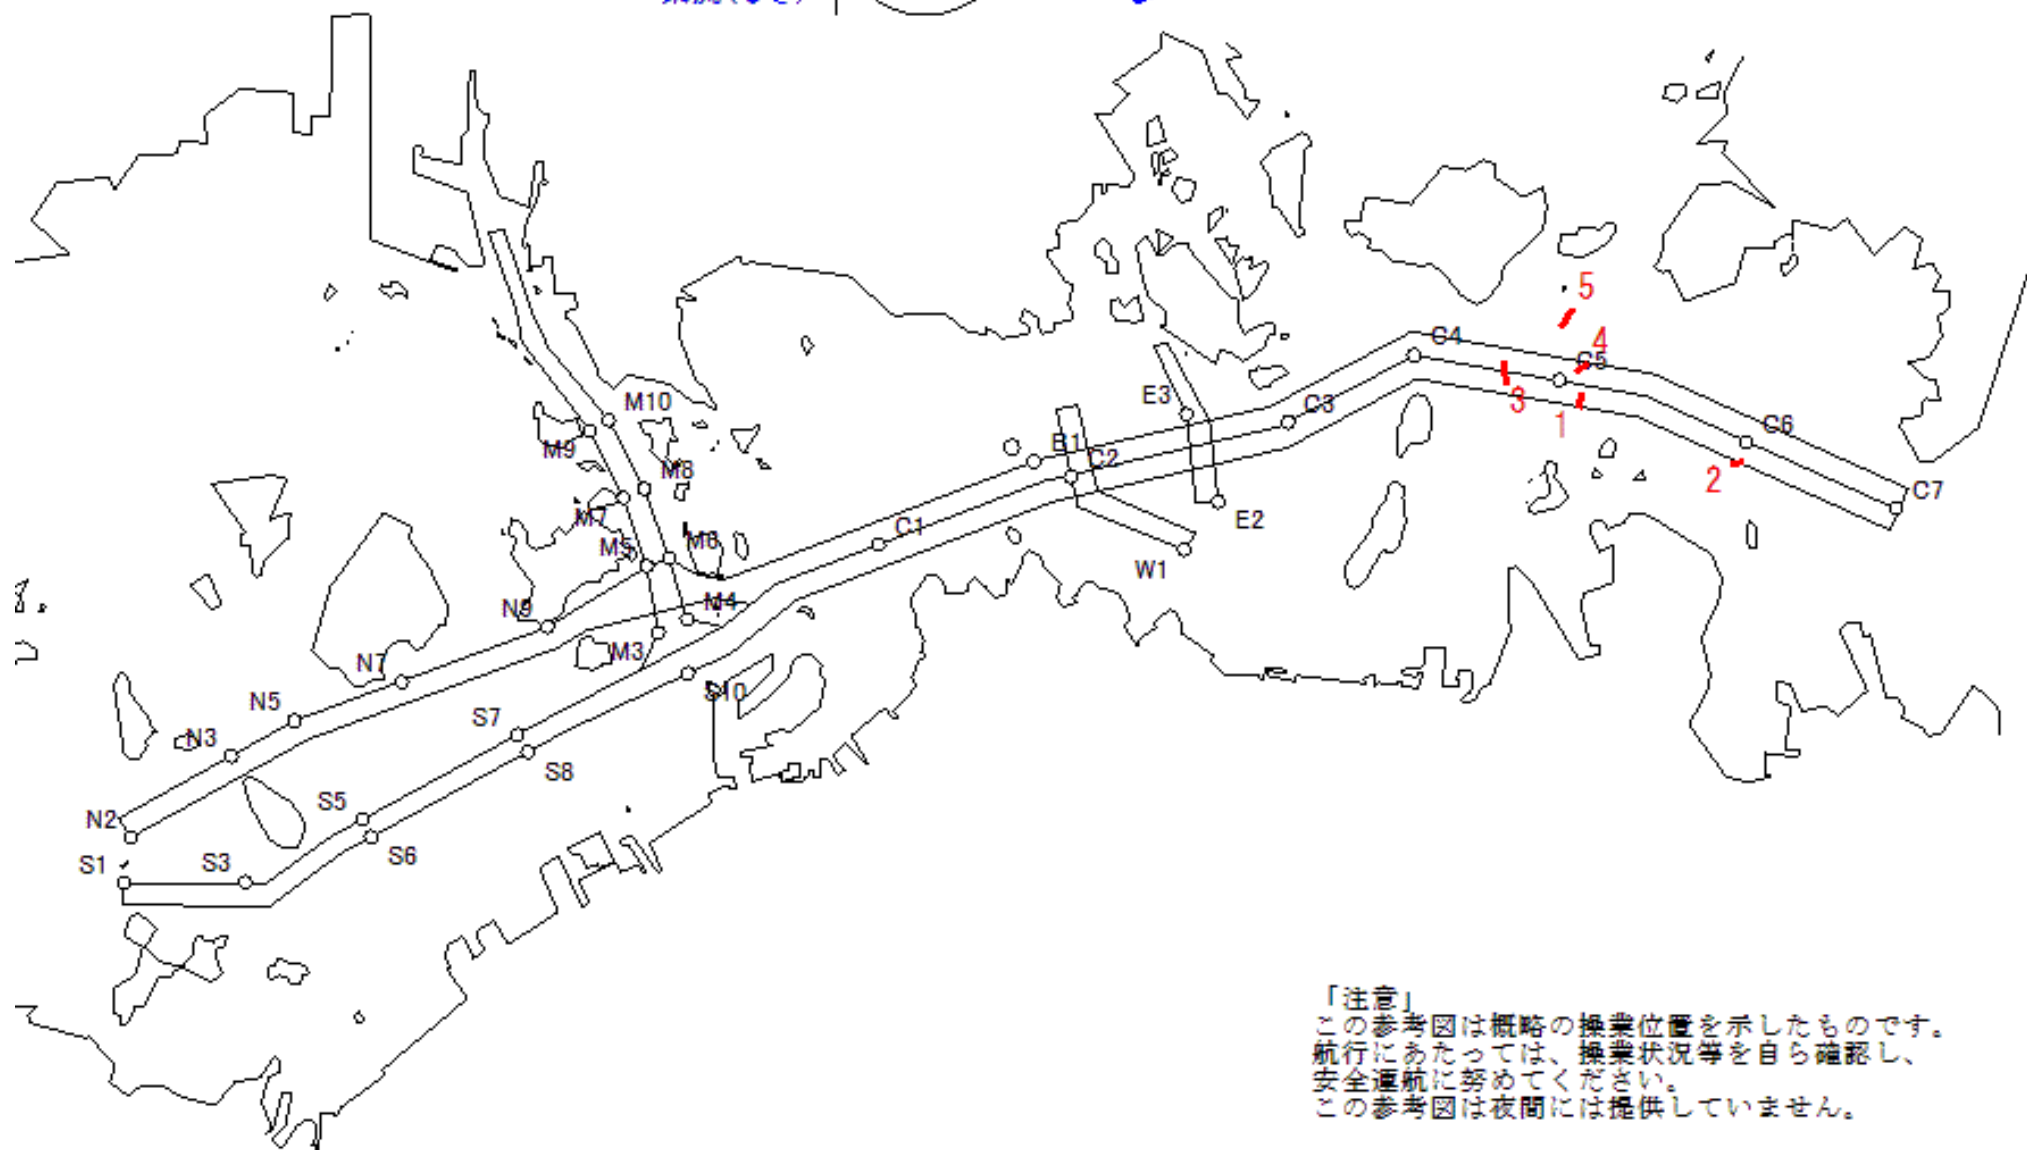 5
C4
4
C5
3
1
E3
M10
C3
C6
B1
M9
C2
M8
2
C7
M7
E2
C1
M6
M5
W1
N9
M4
M3
N7
S10
N5
S7
N3
S8
S5
N2
S6
S1
S3
「注意」
この参考図は概略の操業位置を示したものです。
航行にあたっては、操業状況等を自ら確認し、
安全運航に努めてください。
この参考図は夜間には提供していません。